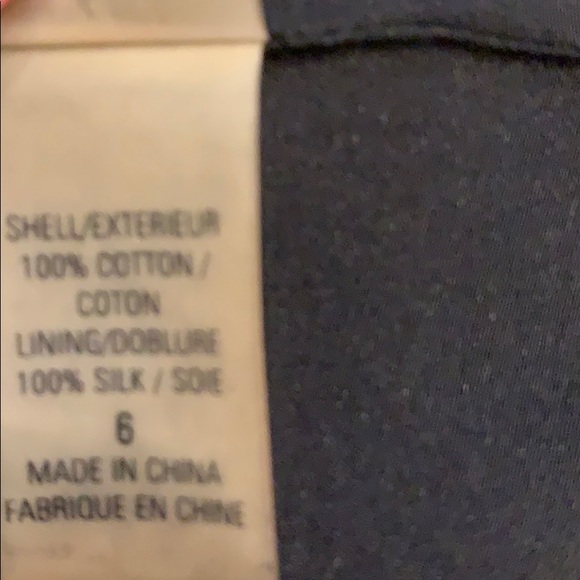 SHELL/EXTERIEUR
100% COTTON /
COTON
LINING/DOBLURE
100% SILK / SOIE
6
MADE IN CHINA
FABRIQUE EN CHINE